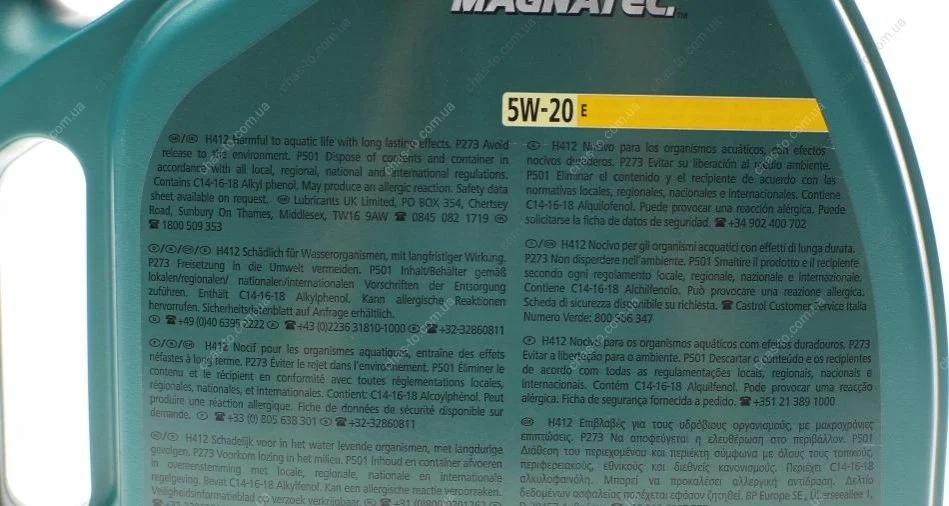 MAGNATEC
5W-20 E
H412 Harmful to aquatic life with long lasting effects. P273 Avoid
release to the environment. P501 Dispose of contents and container in
accordance with all local, regional, national and international regulations.
Contains C14-16-18 Alkyl phenol. May produce an allergic reaction. Safety data
sheet available on request. Lubricants UK Limited, PO BOX 354, Chertsey
Road, Sunbury On Thames, Middlesex, TW16 9AW ☎ 0845 082 1719
☎ 1800 509 353
H412 Schädlich für Wasserorganismen, mit langfristiger Wirkung.
P273 Freisetzung in die Umwelt vermeiden. P501 Inhalt/Behälter gemäß
lokalen/regionalen/ nationalen/internationalen Vorschriften der Entsorgung
zuführen. Enthält C14-16-18 Alkylphenol. Kann allergische Reaktionen
hervorrufen. Sicherheitsdatenblatt auf Anfrage erhältlich.
☎ +49 (0)40 6395 2222 ☎ +43 (0)2236 31810-1000 ☎ +32-32860811
H412 Nocif pour les organismes aquatiques, entraîne des effets
néfastes à long terme. P273 Éviter le rejet dans l'environnement. P501 Éliminer le
contenu et le récipient en conformité avec toutes réglementations locales,
régionales, nationales, et internationales. Contient: C14-16-18 Alcoylphénol. Peut
produire une réaction allergique. Fiche de données de sécurité disponible sur
demande. ☎ +33 (0) 805 638 301 ☎ +32-32860811
H412 Schadelijk voor in het water levende organismen, met langdurige
gevolgen. P273 Voorkom lozing in het milieu. P501 Inhoud en container afvoeren
in overeenstemming met locale, regionale, nationale en internationale
regelgeving. Bevat C14-16-18 Alkylfenol. Kan een allergische reactie veroorzaken.
Veiligheidsinformatieblad op verzoek verkrijgbaar.
H412 Nocivo para los organismos acuáticos, con efectos
nocivos duraderos. P273 Evitar su liberación al medio ambiente.
P501 Eliminar el contenido y el recipiente de acuerdo con las
normativas locales, regionales, nacionales e internacionales. Contiene
C14-16-18 Alquilofenol. Puede provocar una reacción alérgica. Puede
solicitarse la ficha de datos de seguridad. ☎ +34 902 400 702
H412 Nocivo per gli organismi acquatici con effetti di lunga durata.
P273 Non disperdere nell'ambiente. P501 Smaltire il prodotto e il recipiente
secondo ogni regolamento locale, regionale, nazionale e internazionale.
Contiene C14-16-18 Alchilfenolo. Può provocare una reazione allergica.
Scheda di sicurezza disponibile su richiesta. ☎ Castrol Customer Service Italia
Numero Verde: 800 906 347
H412 Nocivo para os organismos aquáticos com efeitos duradouros. P273
Evitar a libertação para o ambiente. P501 Descartar o conteúdo e os recipientes
de acordo com todas as regulamentações locais, regionais, nacionais e
internacionais. Contém C14-16-18 Alquilfenol. Pode provocar uma reacção
alérgica. Ficha de segurança fornecida a pedido. ☎ +351 21 389 1000
H412 Επιβλαβές για τους υδρόβιους οργανισμούς, με μακροχρόνιες
επιπτώσεις. P273 Να αποφεύγεται η ελευθέρωση στο περιβάλλον. P501
Διάθεση του περιεχομένου και περιέκτη σύμφωνα με όλους τους τοπικούς,
περιφερειακούς, εθνικούς και διεθνείς κανονισμούς. Περιέχει C14-16-18
αλκυλοφαινόλη. Μπορεί να προκαλέσει αλλεργική αντίδραση. Δελτίο
δεδομένων ασφαλείας παρέχεται εφόσον ζητηθεί. BP Europe SE, Überseeallee 1,